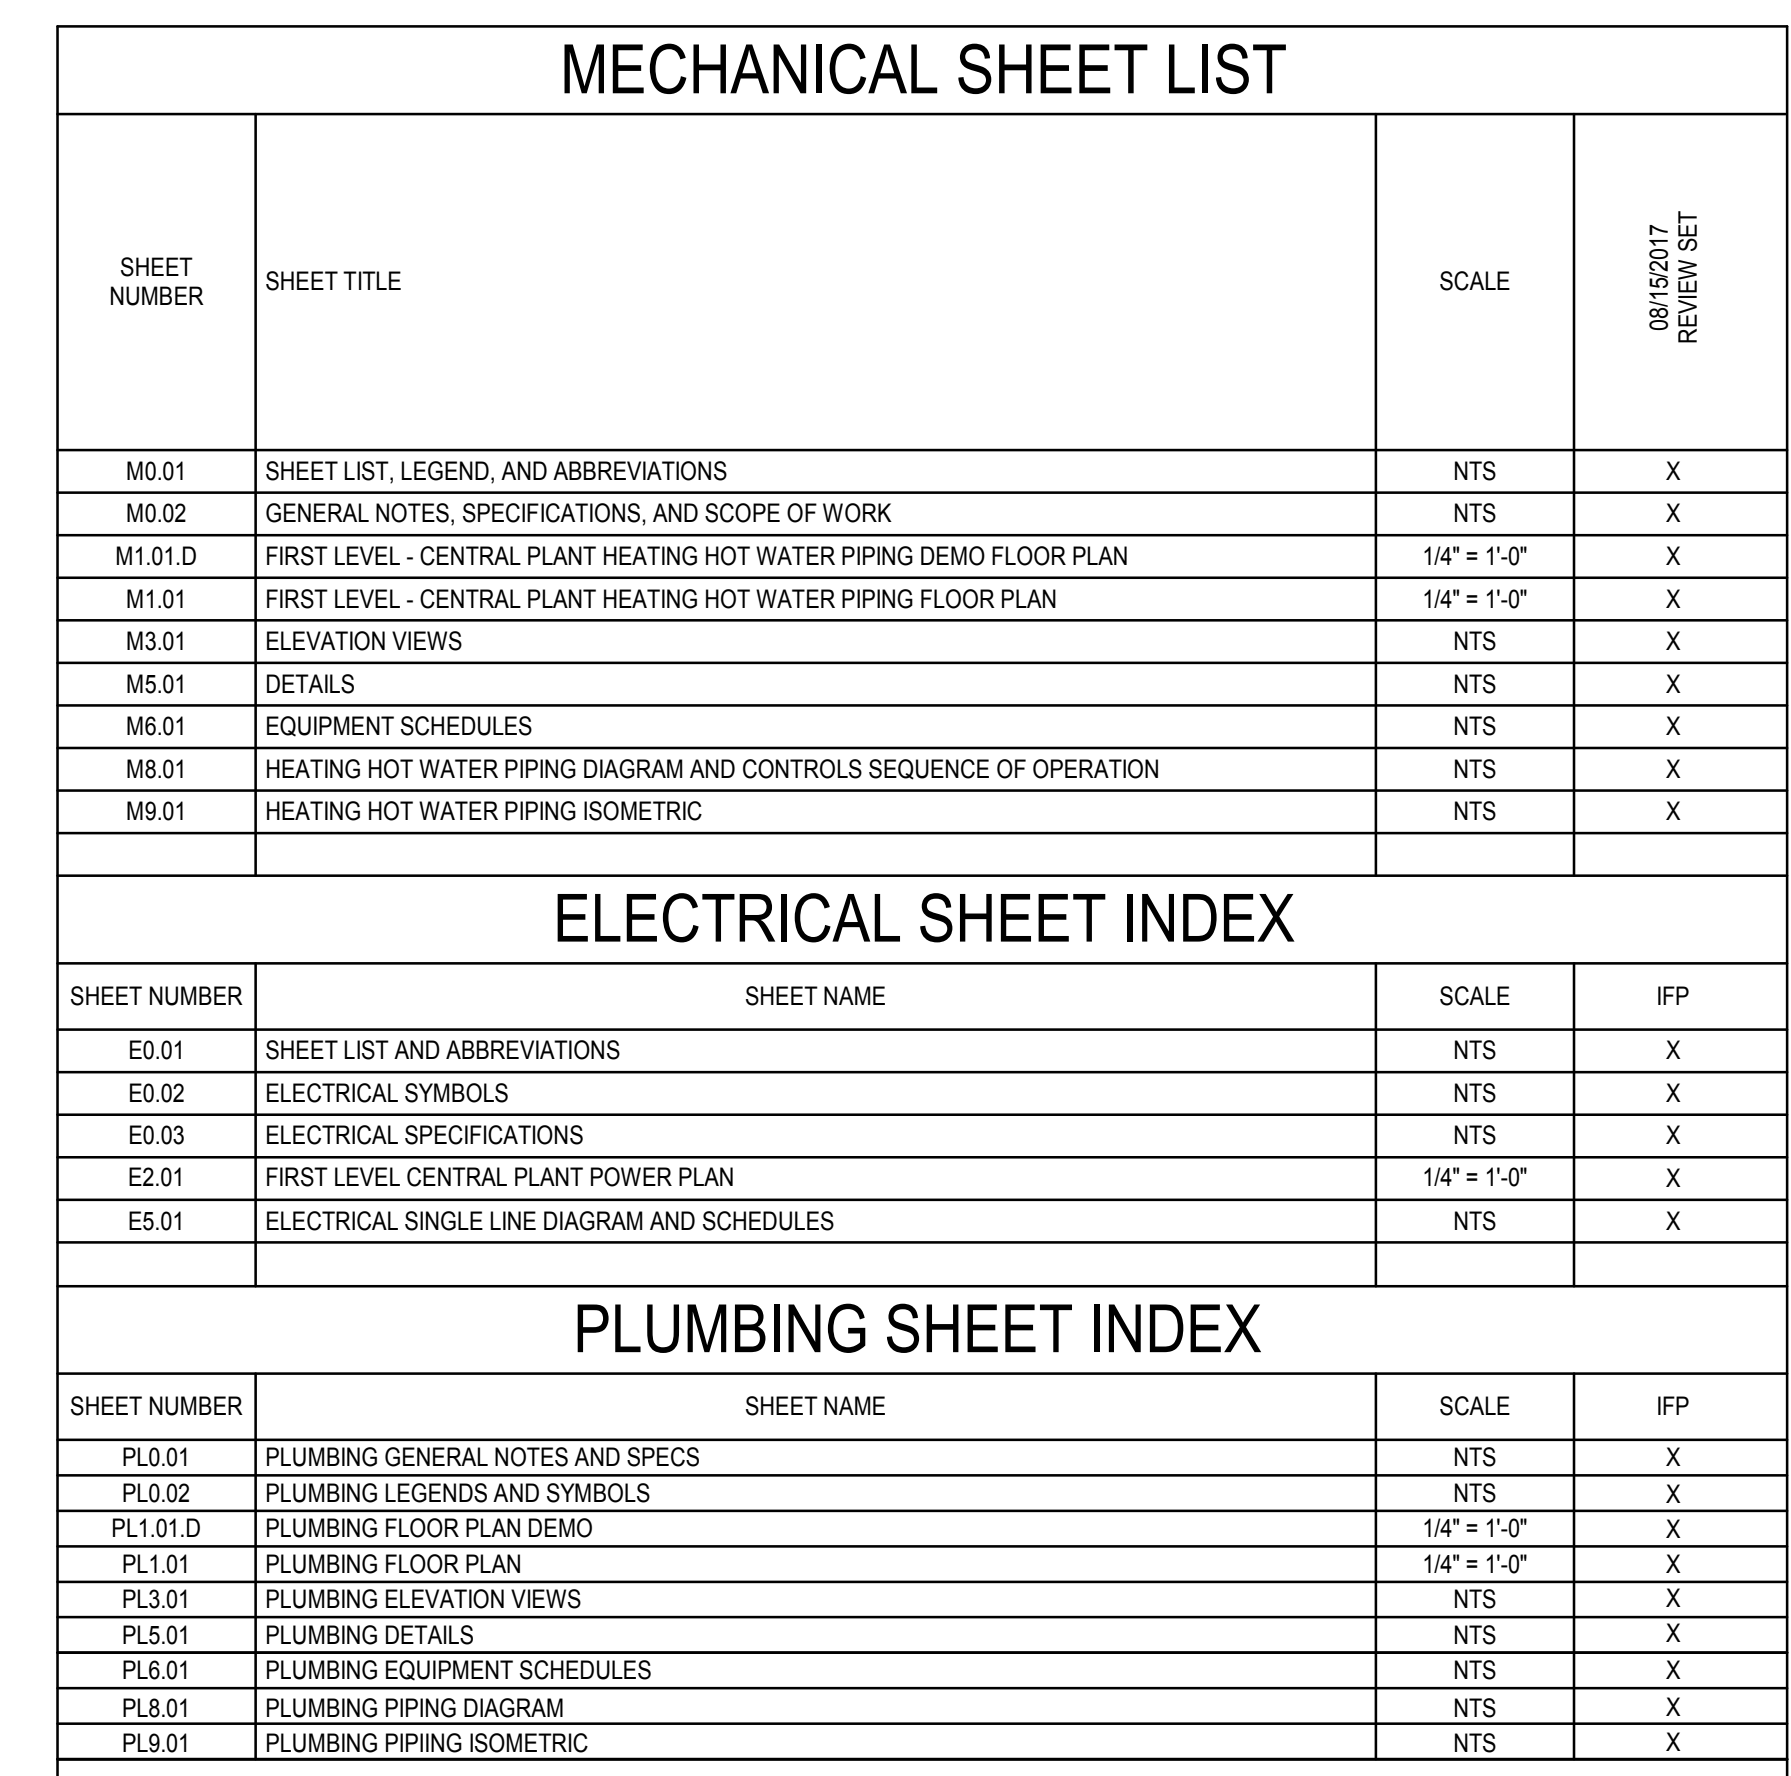 MECHANICAL SHEET LIST
SHEET
NUMBER
SHEET TITLE
SCALE
08/15/2017
REVIEW SET
M0.01 SHEET LIST, LEGEND, AND ABBREVIATIONS NTS X
M0.02 GENERAL NOTES, SPECIFICATIONS, AND SCOPE OF WORK NTS X
M1.01.D FIRST LEVEL - CENTRAL PLANT HEATING HOT WATER PIPING DEMO FLOOR PLAN 1/4" = 1'-0" X
M1.01 FIRST LEVEL - CENTRAL PLANT HEATING HOT WATER PIPING FLOOR PLAN 1/4" = 1'-0" X
M3.01 ELEVATION VIEWS NTS X
M5.01 DETAILS NTS X
M6.01 EQUIPMENT SCHEDULES NTS X
M8.01 HEATING HOT WATER PIPING DIAGRAM AND CONTROLS SEQUENCE OF OPERATION NTS X
M9.01 HEATING HOT WATER PIPING ISOMETRIC NTS X
ELECTRICAL SHEET INDEX
SHEET NUMBER SHEET NAME SCALE IFP
E0.01 SHEET LIST AND ABBREVIATIONS NTS X
E0.02 ELECTRICAL SYMBOLS NTS X
E0.03 ELECTRICAL SPECIFICATIONS NTS X
E2.01 FIRST LEVEL CENTRAL PLANT POWER PLAN 1/4" = 1'-0" X
E5.01 ELECTRICAL SINGLE LINE DIAGRAM AND SCHEDULES NTS X
PLUMBING SHEET INDEX
SHEET NUMBER SHEET NAME SCALE IFP
PL0.01 PLUMBING GENERAL NOTES AND SPECS NTS X
PL0.02 PLUMBING LEGENDS AND SYMBOLS NTS X
PL1.01.D PLUMBING FLOOR PLAN DEMO 1/4" = 1'-0" X
PL1.01 PLUMBING FLOOR PLAN 1/4" = 1'-0" X
PL3.01 PLUMBING ELEVATION VIEWS NTS X
PL5.01 PLUMBING DETAILS NTS X
PL6.01 PLUMBING EQUIPMENT SCHEDULES NTS X
PL8.01 PLUMBING PIPING DIAGRAM NTS X
PL9.01 PLUMBING PIPIING ISOMETRIC NTS X